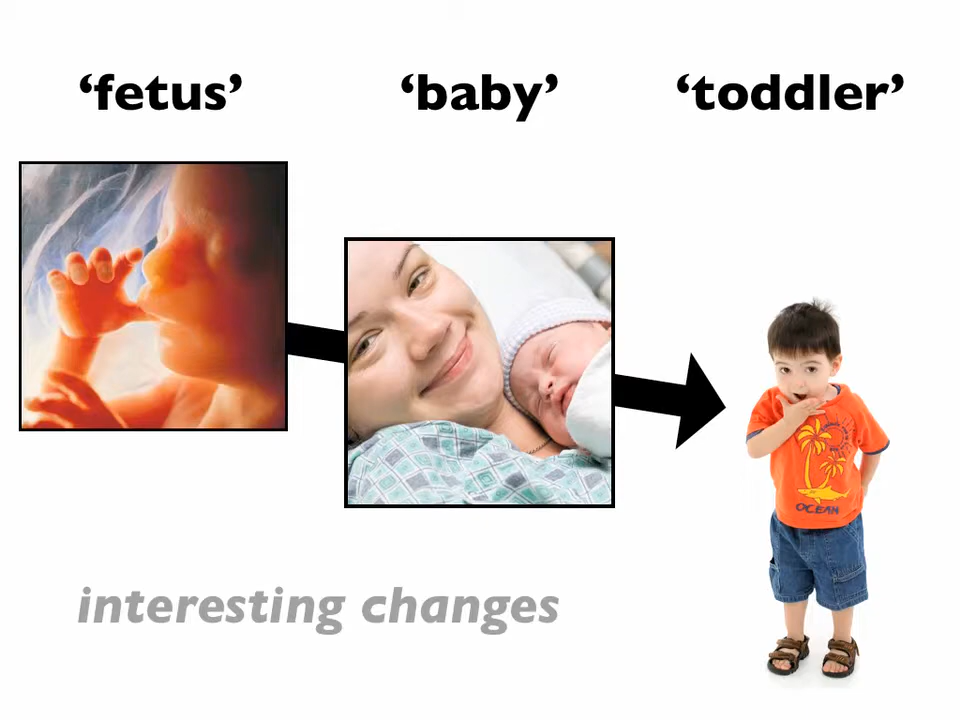 ‘fetus’ ‘baby’ ‘toddler’
OCEAN
interesting changes